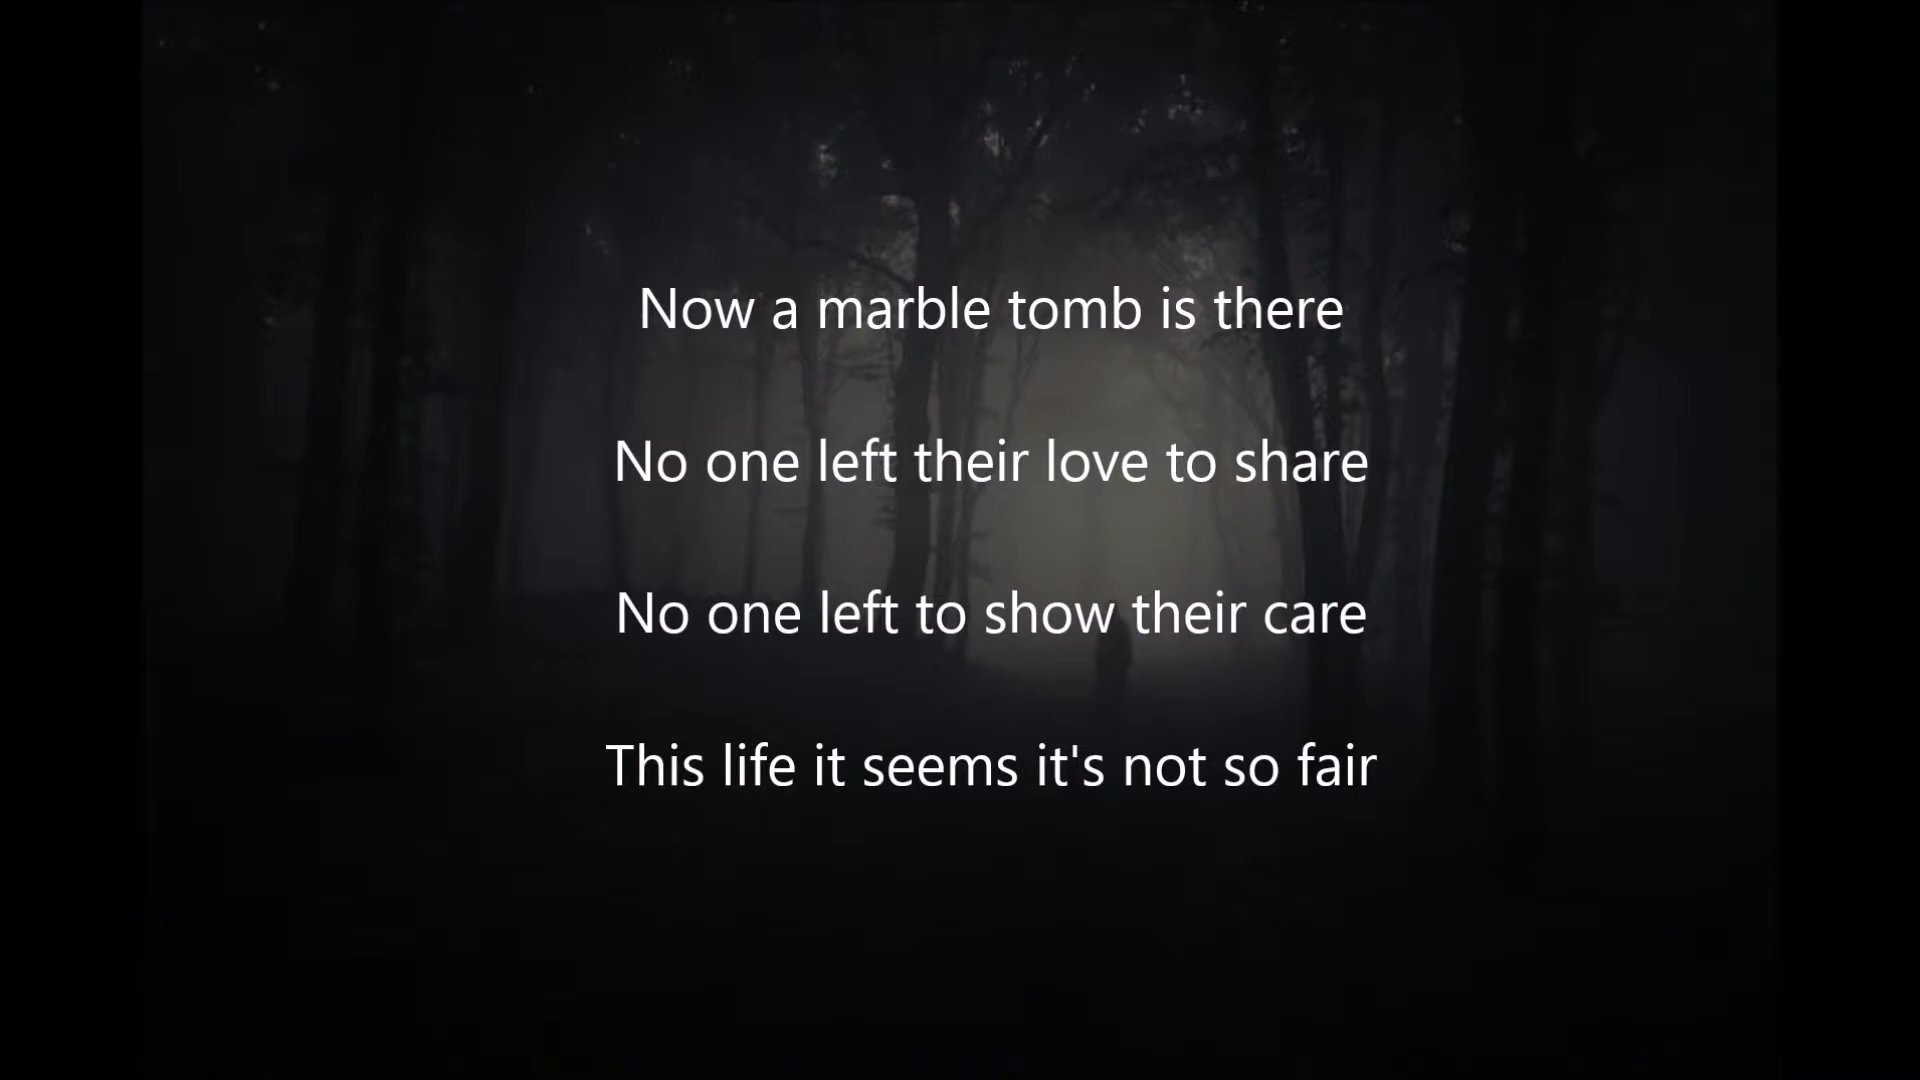 Now a marble tomb is there
No one left their love to share
No one left to show their care
This life it seems it's not so fair